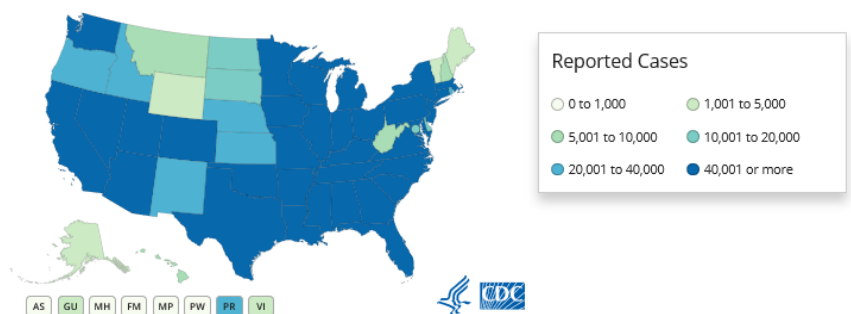 Reported Cases
0 to 1,000 1,001 to 5,000
5,001 to 10,000 10,001 to 20,000
20,001 to 40,000 40,001 or more
AS GU MH FM MP PW PR VI
CDC